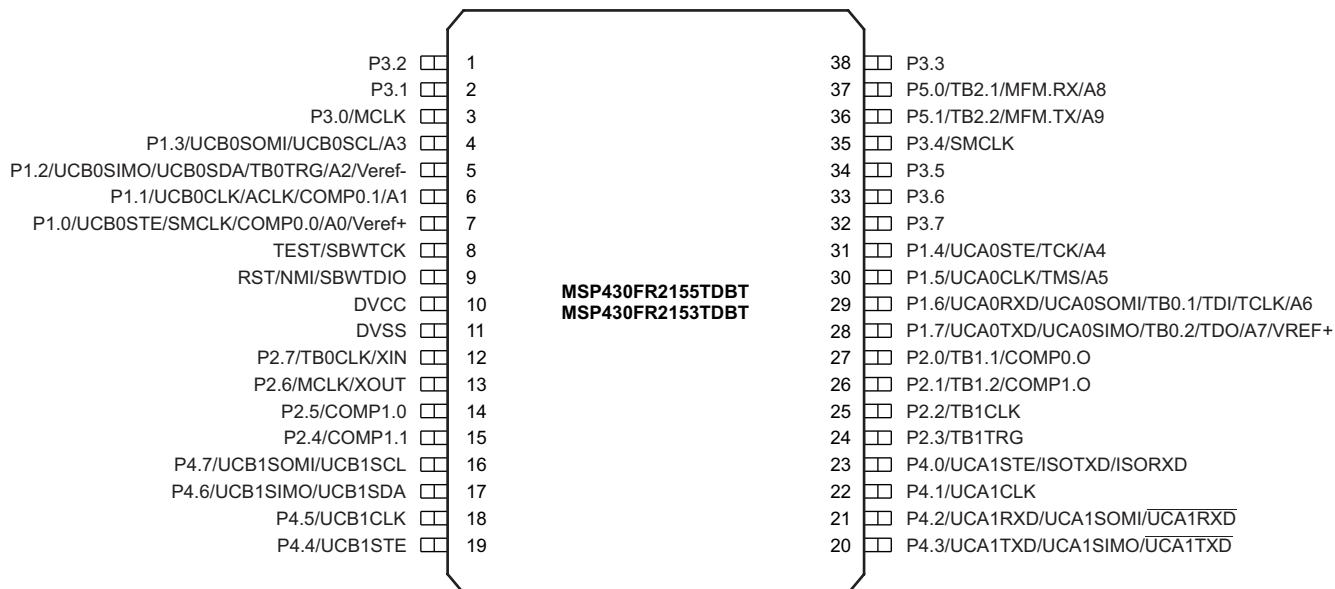 P3.2 1 38 P3.3
P3.1 2 37 P5.0/TB2.1/MFM.RX/A8
P3.0/MCLK 3 36 P5.1/TB2.2/MFM.TX/A9
P1.3/UCB0SOMI/UCB0SCL/A3 4 35 P3.4/SMCLK
P1.2/UCB0SIMO/UCB0SDA/TB0TRG/A2/Veref- 5 34 P3.5
P1.1/UCB0CLK/ACLK/COMP0.1/A1 6 33 P3.6
P1.0/UCB0STE/SMCLK/COMP0.0/A0/Veref+ 7 32 P3.7
TEST/SBWTCK 8 31 P1.4/UCA0STE/TCK/A4
RST/NMI/SBWTDIO 9 30 P1.5/UCA0CLK/TMS/A5
MSP430FR2155TDBT
DVCC 10 29 P1.6/UCA0RXD/UCA0SOMI/TB0.1/TDI/TCLK/A6
MSP430FR2153TDBT
DVSS 11 28 P1.7/UCA0TXD/UCA0SIMO/TB0.2/TDO/A7/VREF+
P2.7/TB0CLK/XIN 12 27 P2.0/TB1.1/COMP0.O
P2.6/MCLK/XOUT 13 26 P2.1/TB1.2/COMP1.O
P2.5/COMP1.0 14 25 P2.2/TB1CLK
P2.4/COMP1.1 15 24 P2.3/TB1TRG
P4.7/UCB1SOMI/UCB1SCL 16 23 P4.0/UCA1STE/ISOTXD/ISORXD
P4.6/UCB1SIMO/UCB1SDA 17 22 P4.1/UCA1CLK
P4.5/UCB1CLK 18 21 P4.2/UCA1RXD/UCA1SOMI/UCA1RXD
P4.4/UCB1STE 19 20 P4.3/UCA1TXD/UCA1SIMO/UCA1TXD